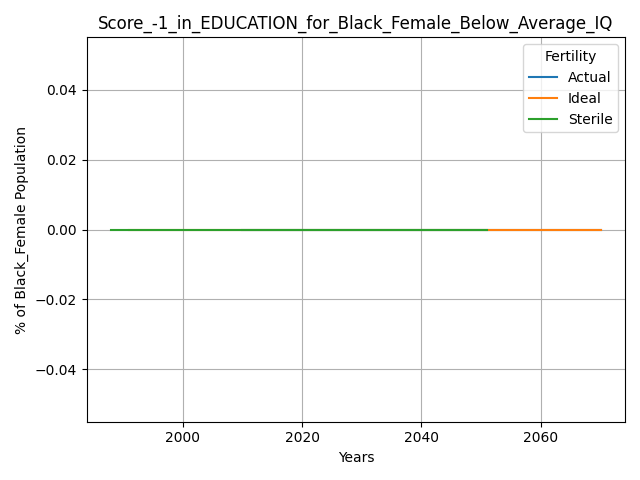 Score_-1_in_EDUCATION_for_Black_Female_Below_Average_IQ
Fertility
Actual
Ideal
Sterile
% of Black_Female Population
0.04
0.02
0.00
−0.02
−0.04
2000 2020 2040 2060
Years